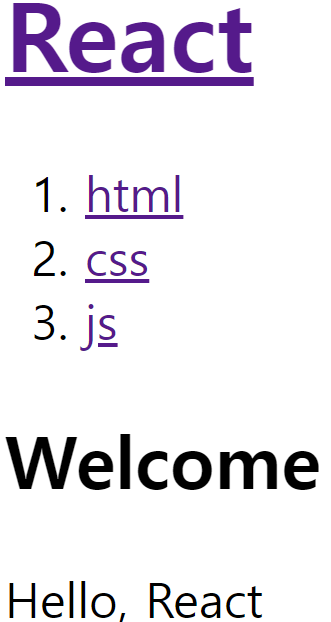 React
1. html
2. css
3. js
Welcome
Hello, React